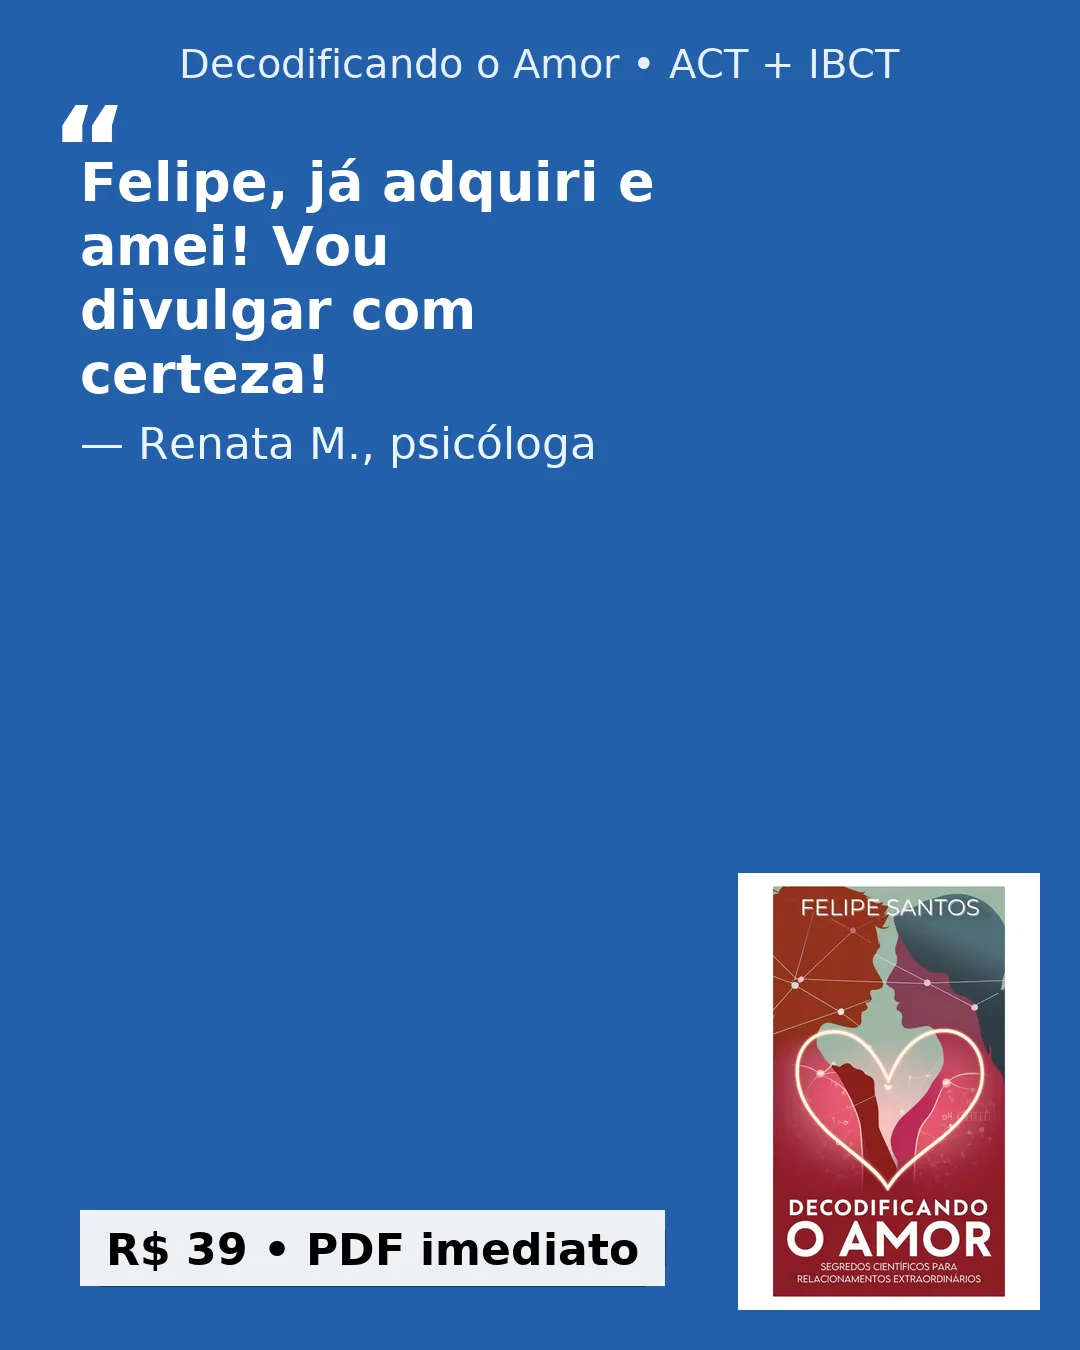 Decodificando o Amor • ACT + IBCT
“
Felipe, já adquiri e
amei! Vou
divulgar com
certeza!
— Renata M., psicóloga
FELIPE SANTOS
DECODIFICANDO
O AMOR
SEGREDOS CIENTÍFICOS PARA
RELACIONAMENTOS EXTRAORDINÁRIOS
R$ 39 • PDF imediato